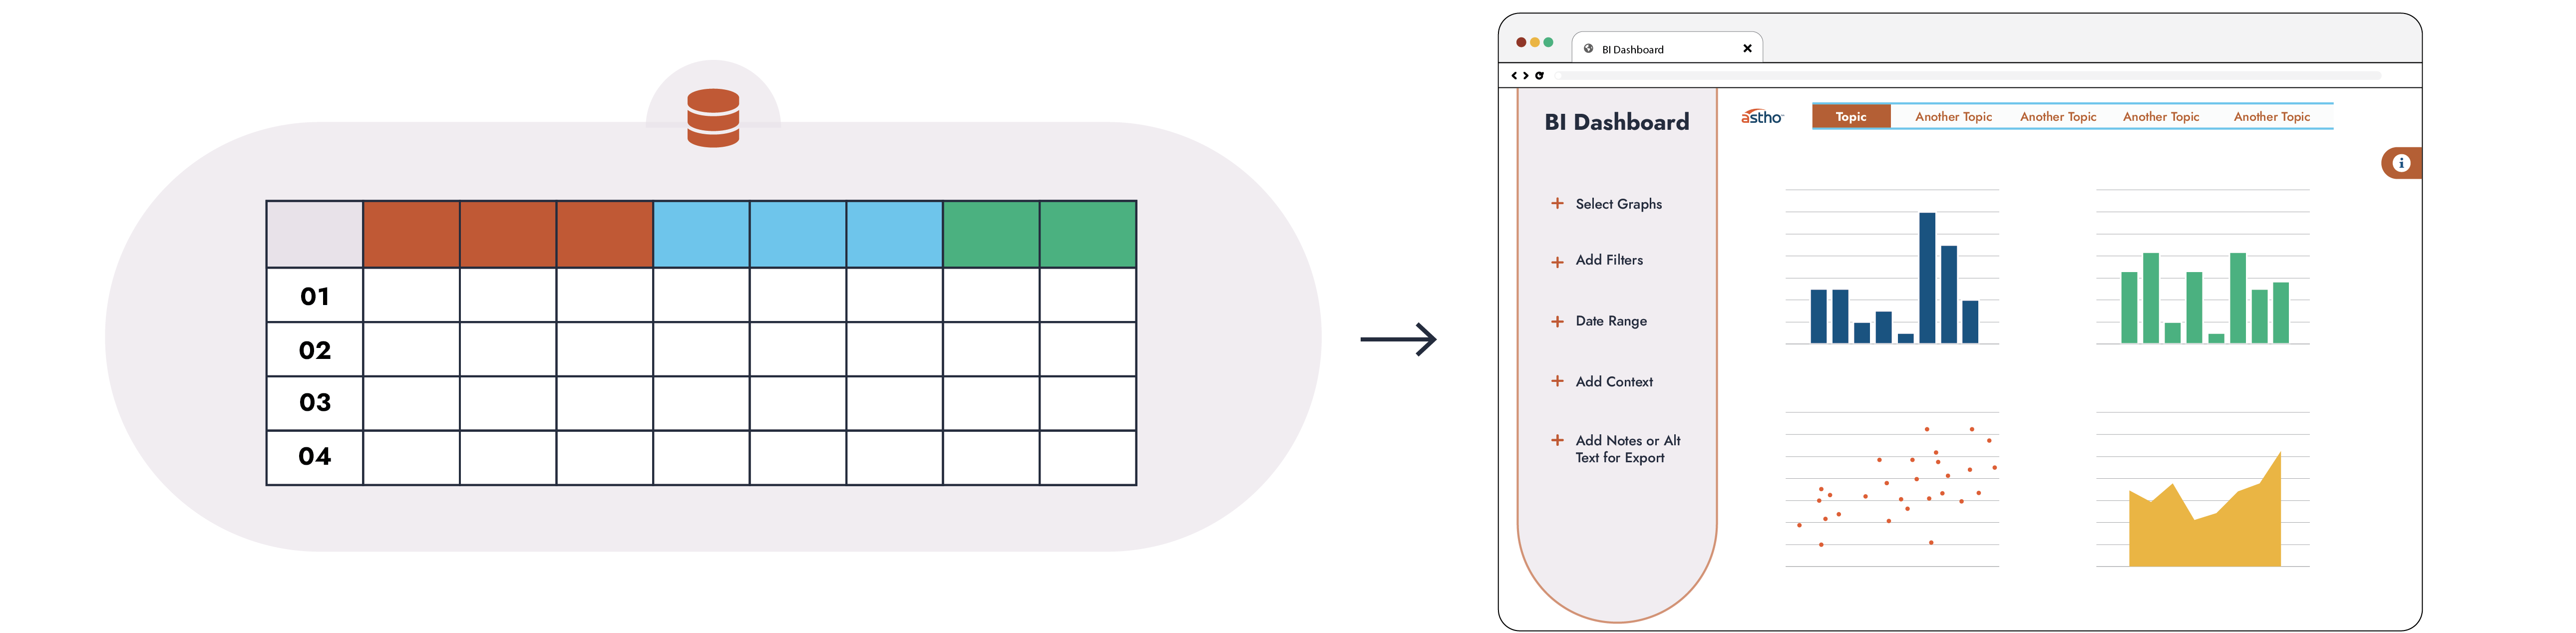 01
02
03
04
BI Dashboard
BI Dashboard
astho
Topic Another Topic Another Topic Another Topic Another Topic
i
Select Graphs
Add Filters
Date Range
Add Context
Add Notes or Alt
Text for Export